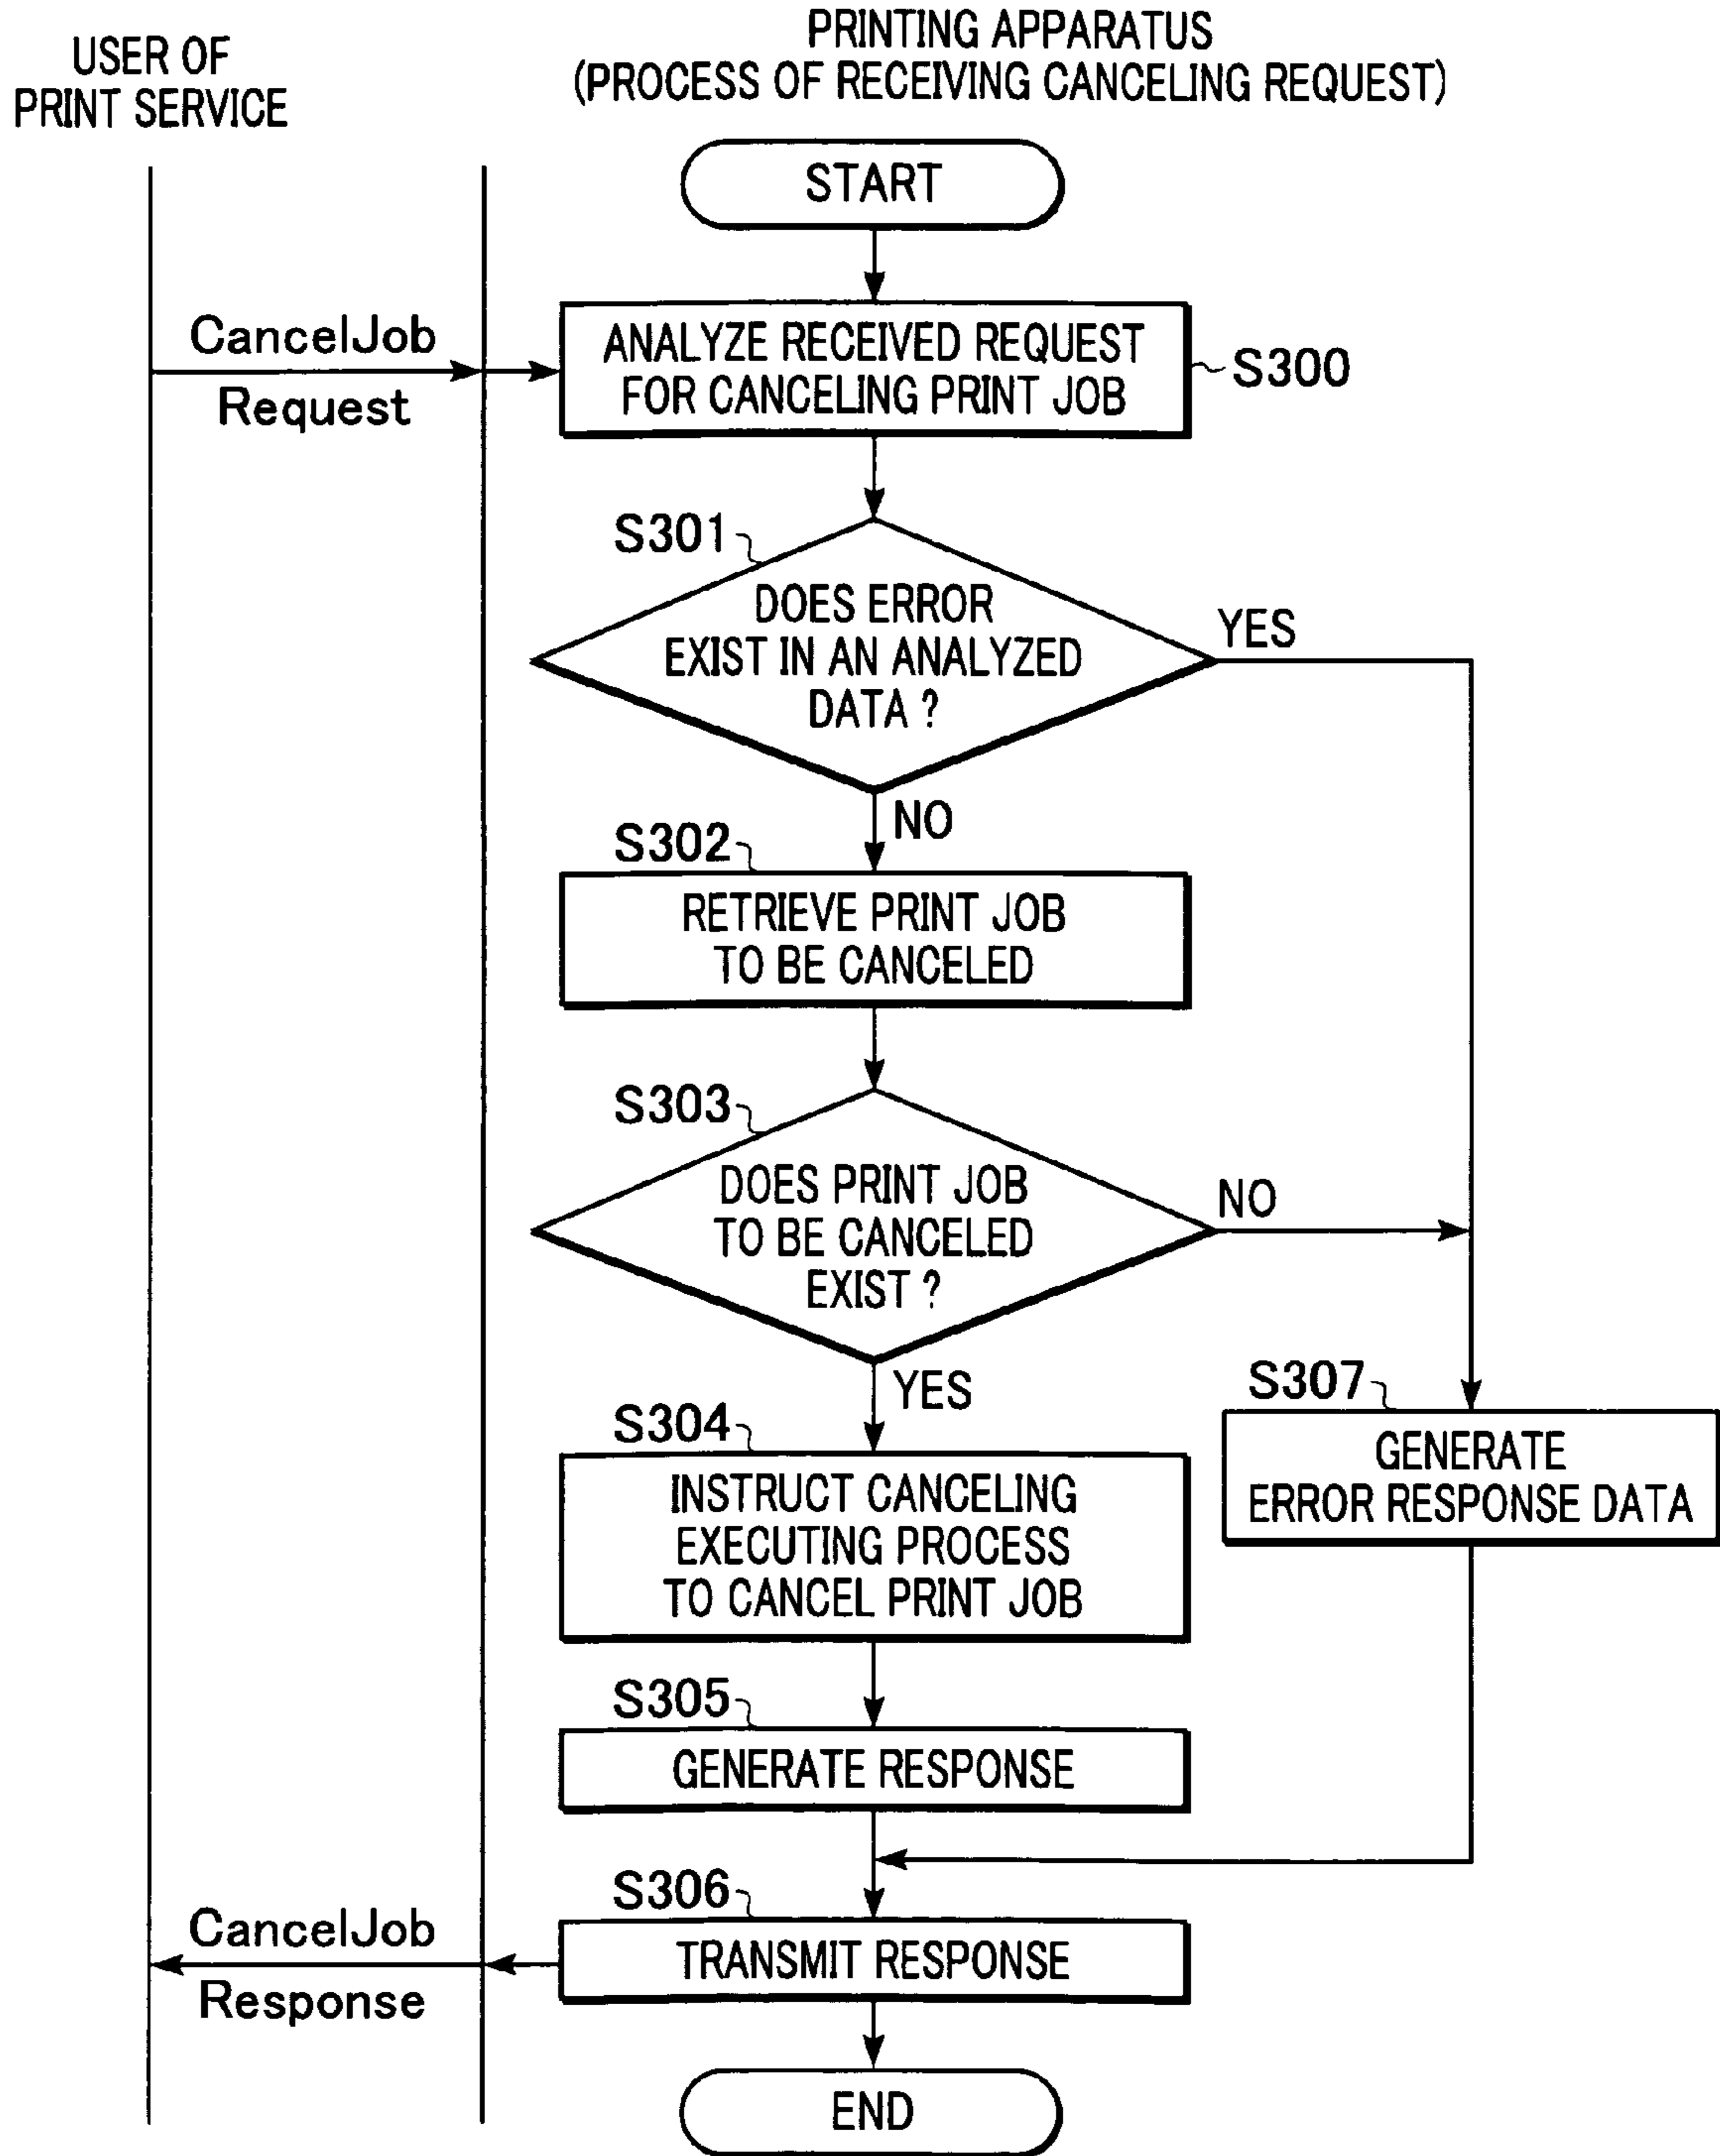 USER OF
PRINT SERVICE
PRINTING APPARATUS
(PROCESS OF RECEIVING CANCELING REQUEST)
START
CancelJob
Request
ANALYZE RECEIVED REQUEST
FOR CANCELING PRINT JOB
S300
S301
DOES ERROR
EXIST IN AN ANALYZED
DATA ?
YES
NO
S302
RETRIEVE PRINT JOB
TO BE CANCELED
S303
DOES PRINT JOB
TO BE CANCELED
EXIST ?
NO
YES
S304
INSTRUCT CANCELING
EXECUTING PROCESS
TO CANCEL PRINT JOB
S307
GENERATE
ERROR RESPONSE DATA
S305
GENERATE RESPONSE
S306
TRANSMIT RESPONSE
CancelJob
Response
END